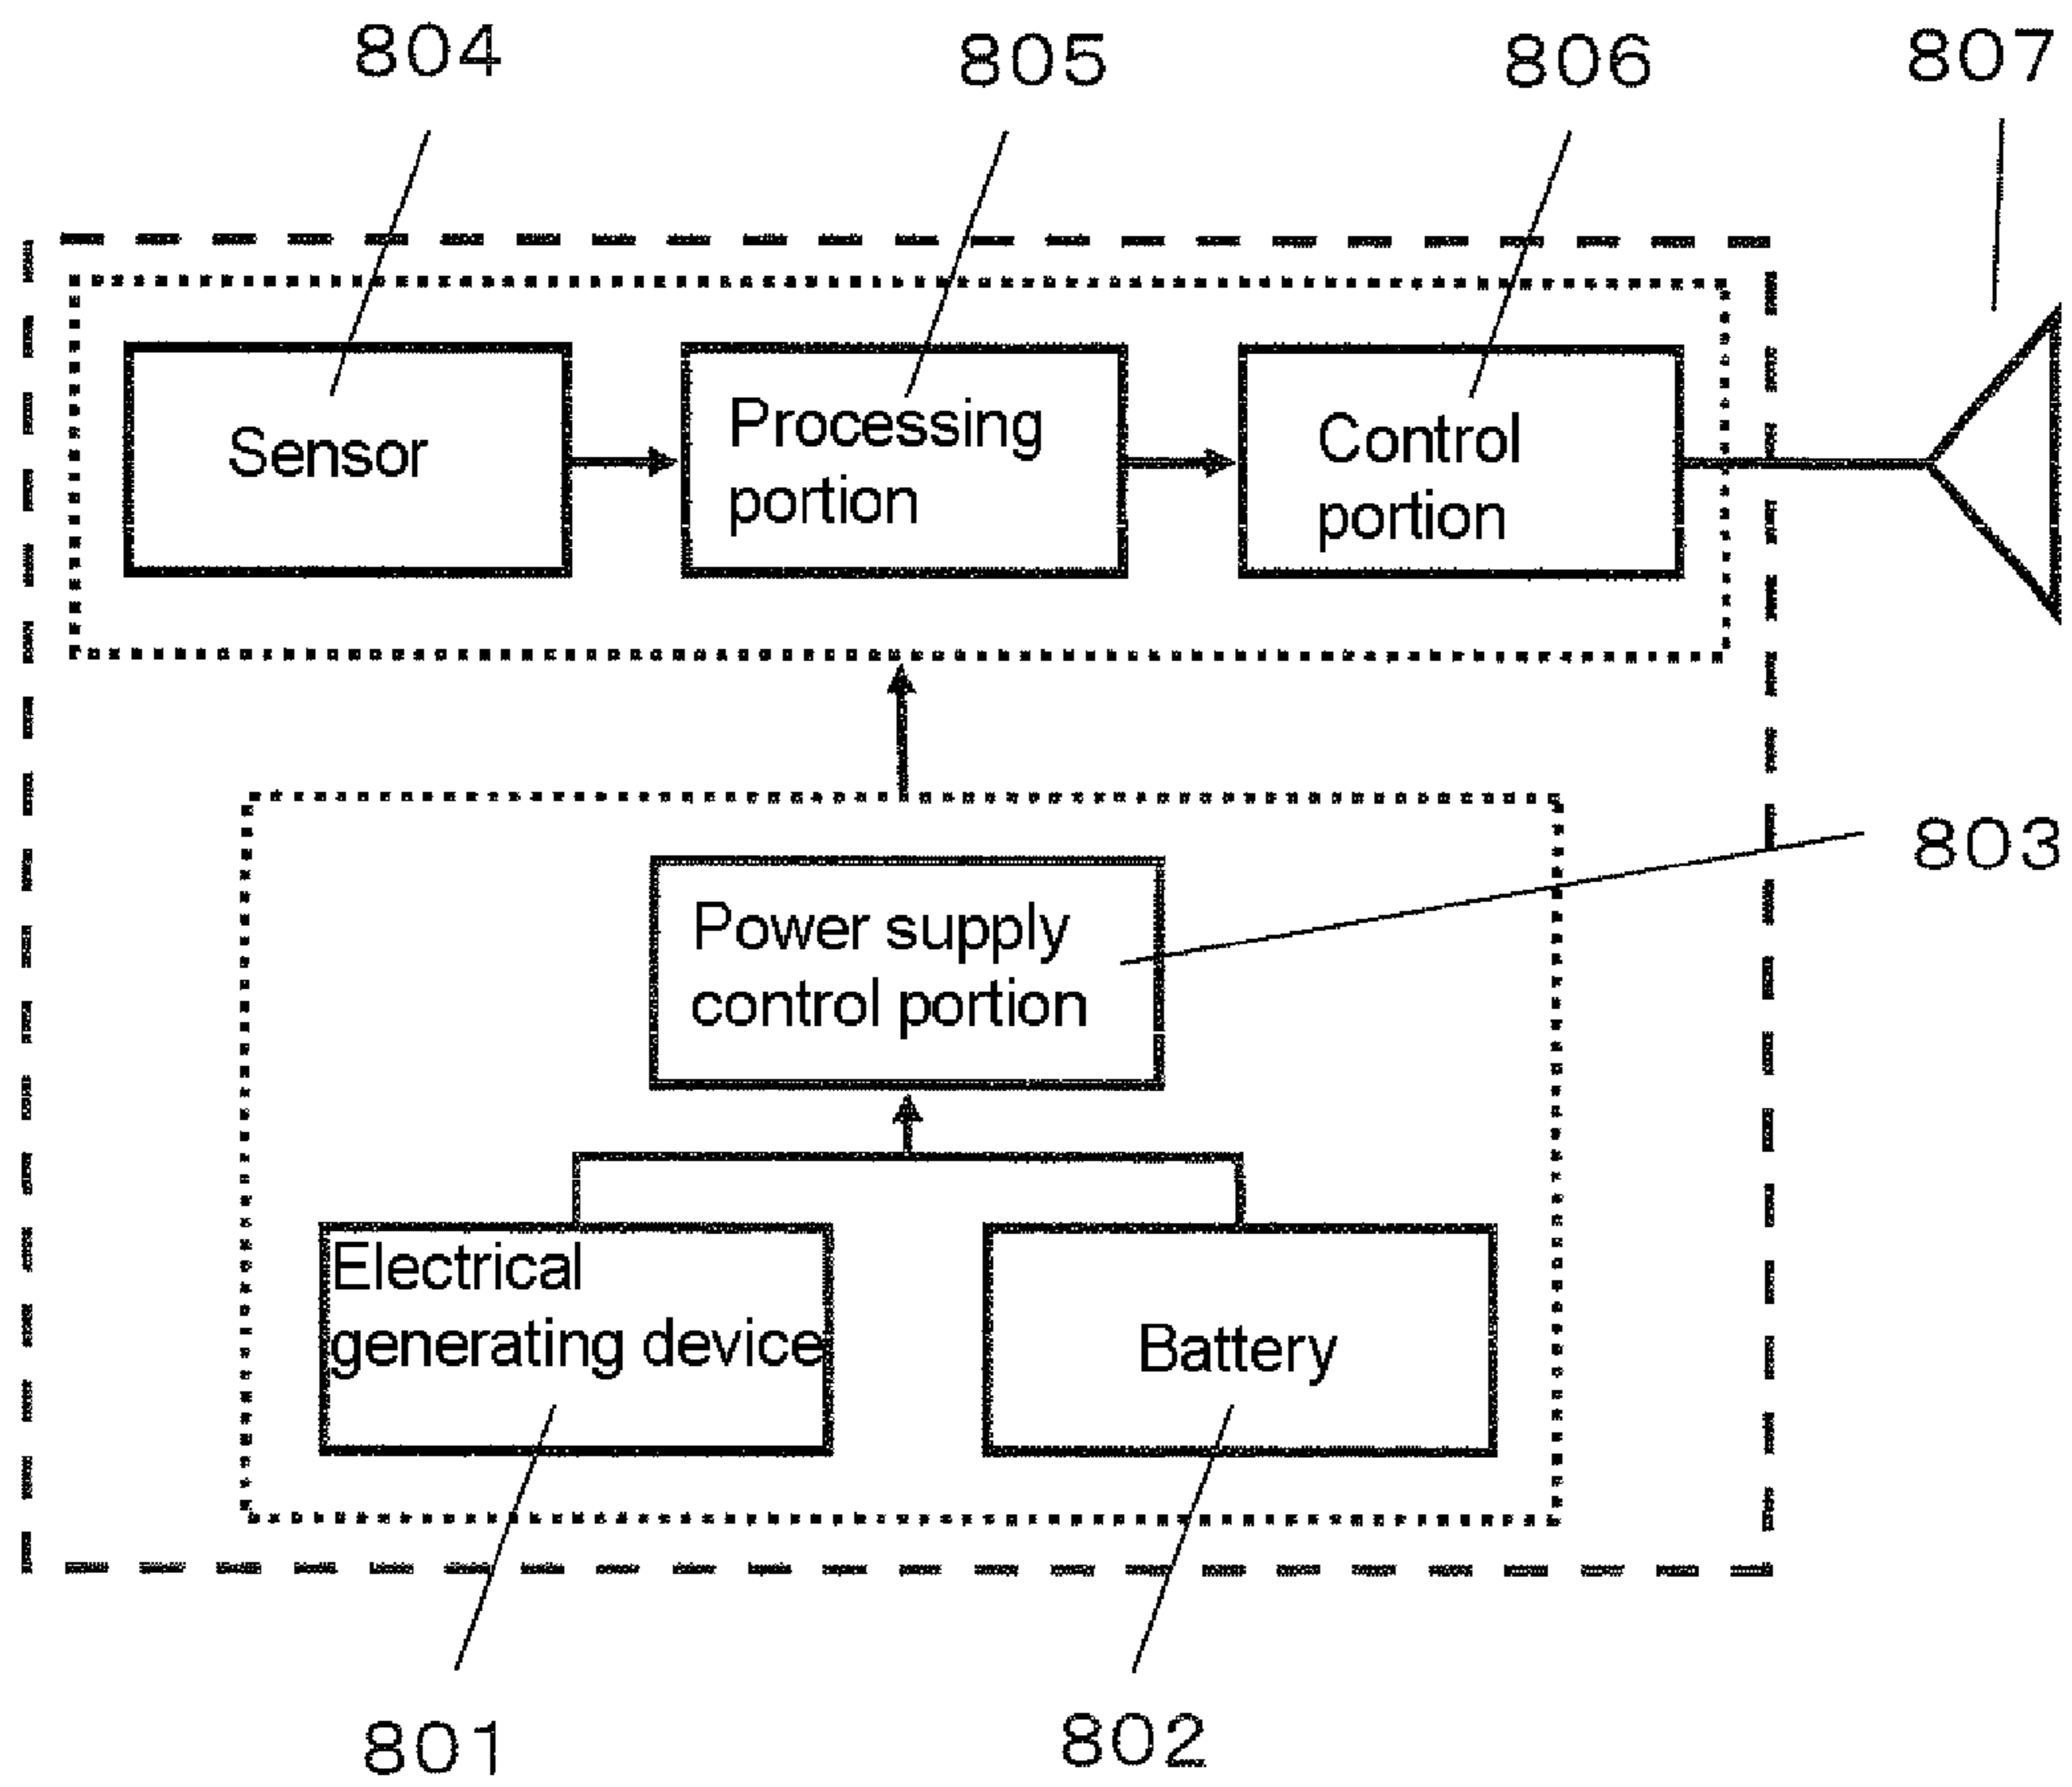 804
805
806
807
Sensor
Processing
portion
Control
portion
803
Power supply
control portion
Electrical
generating device
Battery
801
802